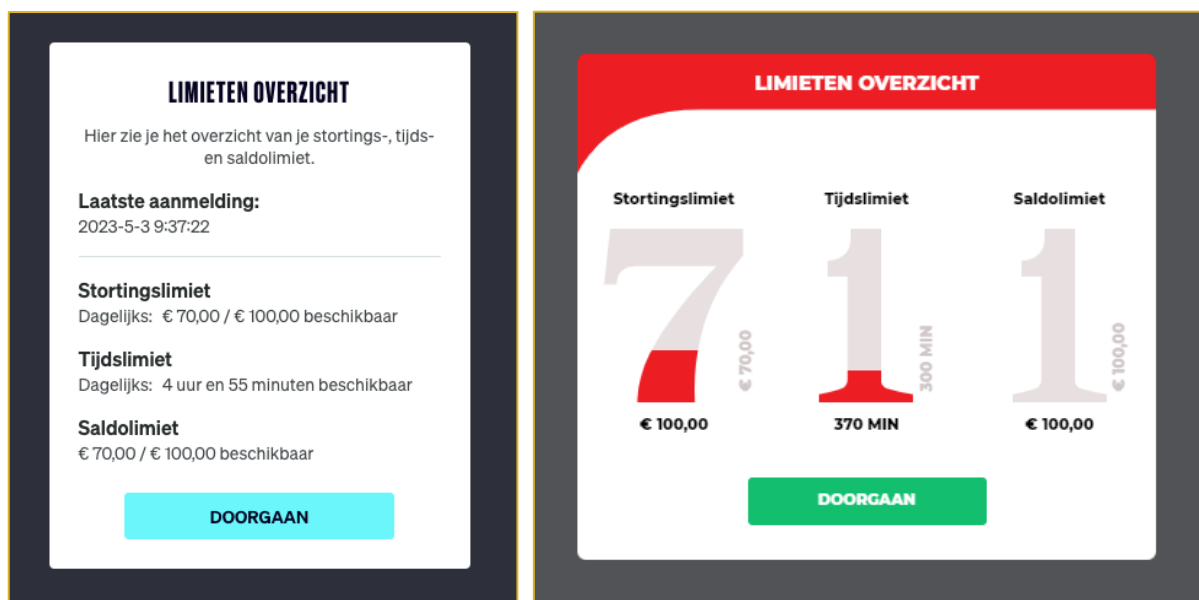 LIMIETEN OVERZICHT
Hier zie je het overzicht van je stortings-, tijds-
en saldolimiet.
Laatste aanmelding:
2023-5-3 9:37:22
Stortingslimiet
Dagelijks: € 70,00 / € 100,00 beschikbaar
Tijdslimiet
Dagelijks: 4 uur en 55 minuten beschikbaar
Saldolimiet
€ 70,00 / € 100,00 beschikbaar
DOORGAAN
LIMIETEN OVERZICHT
Stortingslimiet
7
€ 70,00
€ 100,00
Tijdslimiet
1
300 MIN
370 MIN
Saldolimiet
1
€ 100,00
€ 100,00
DOORGAAN